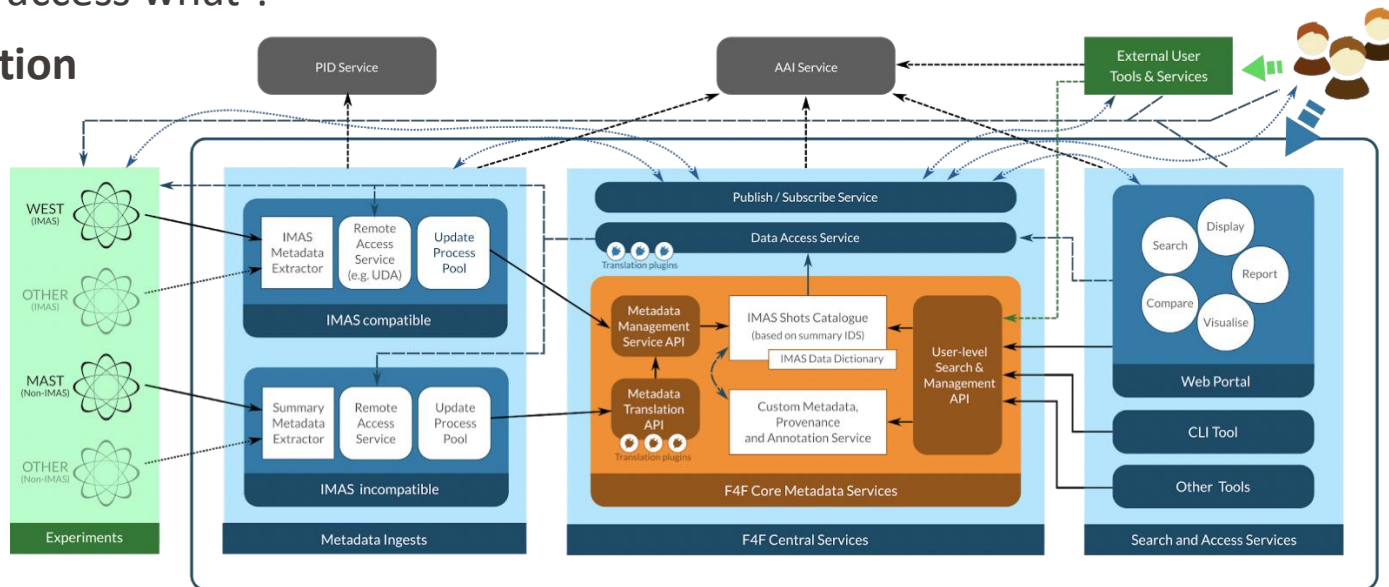 access what ?
tion
PID Service
AAI Service
External User
Tools & Services
WEST
(IMAS)
OTHER
(IMAS)
MAST
(Non-IMAS)
OTHER
(Non-IMAS)
Experiments
IMAS
Metadata
Extractor
Remote
Access
Service
(e.g. UDA)
Update
Process
Pool
IMAS compatible
Summary
Metadata
Extractor
Remote
Access
Service
Update
Process
Pool
IMAS incompatible
Metadata Ingests
Publish / Subscribe Service
Data Access Service
Translation plugins
Metadata
Management
Service API
IMAS Shots Catalogue
(based on summary IDS)
IMAS Data Dictionary
Metadata
Translation
API
Translation plugins
Custom Metadata,
Provenance
and Annotation Service
User-level
Search &
Management
API
F4F Core Metadata Services
F4F Central Services
Search
Display
Report
Compare
Visualise
Web Portal
CLI Tool
Other Tools
Search and Access Services